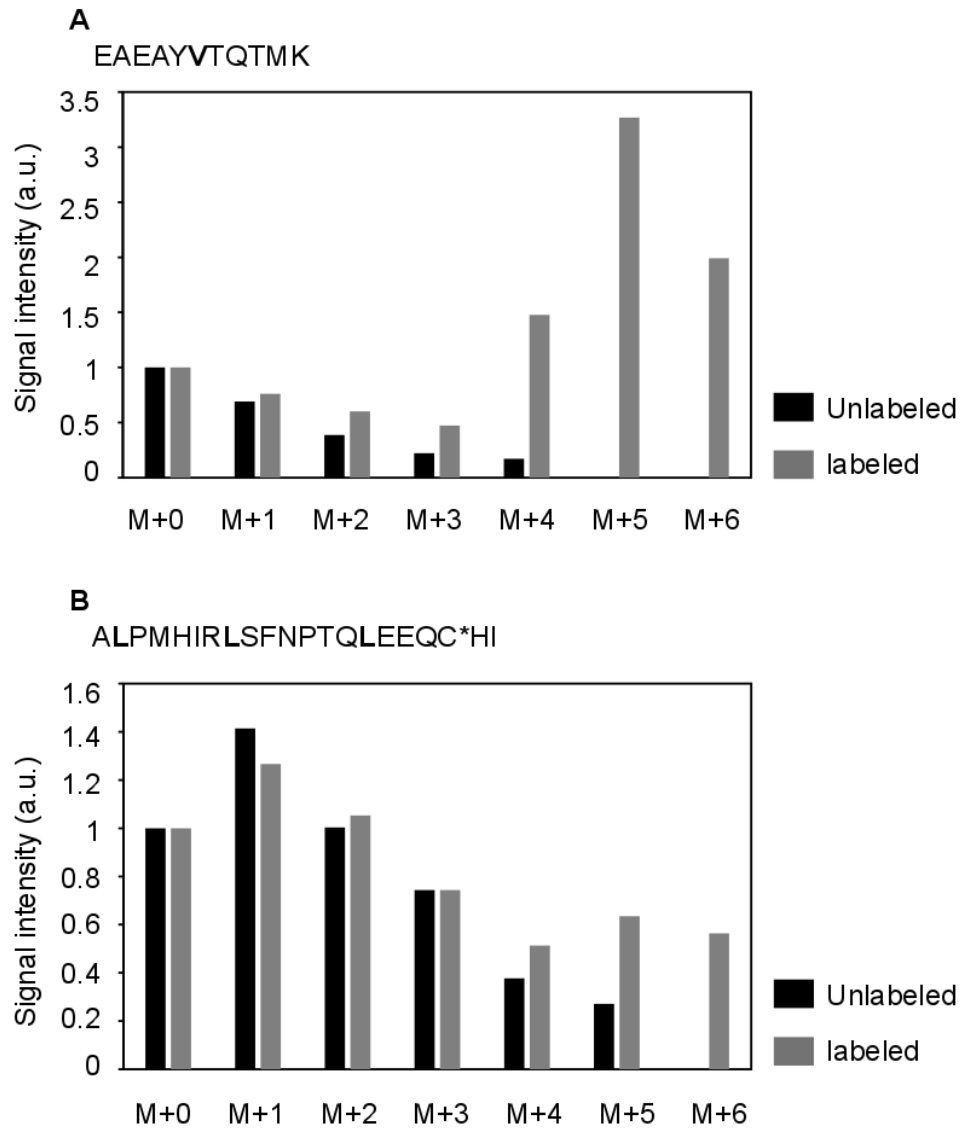 A
EAEAYVTQTMK
3.5
3
2.5
2
1.5
1
0.5
0
Signal intensity (a.u.)
M+0 M+1 M+2 M+3 M+4 M+5 M+6
Unlabeled
labeled
B
ALPMHIRLSFNPTQLEEQC*HI
1.6
1.4
1.2
1
0.8
0.6
0.4
0.2
0
Signal intensity (a.u.)
M+0 M+1 M+2 M+3 M+4 M+5 M+6
Unlabeled
labeled